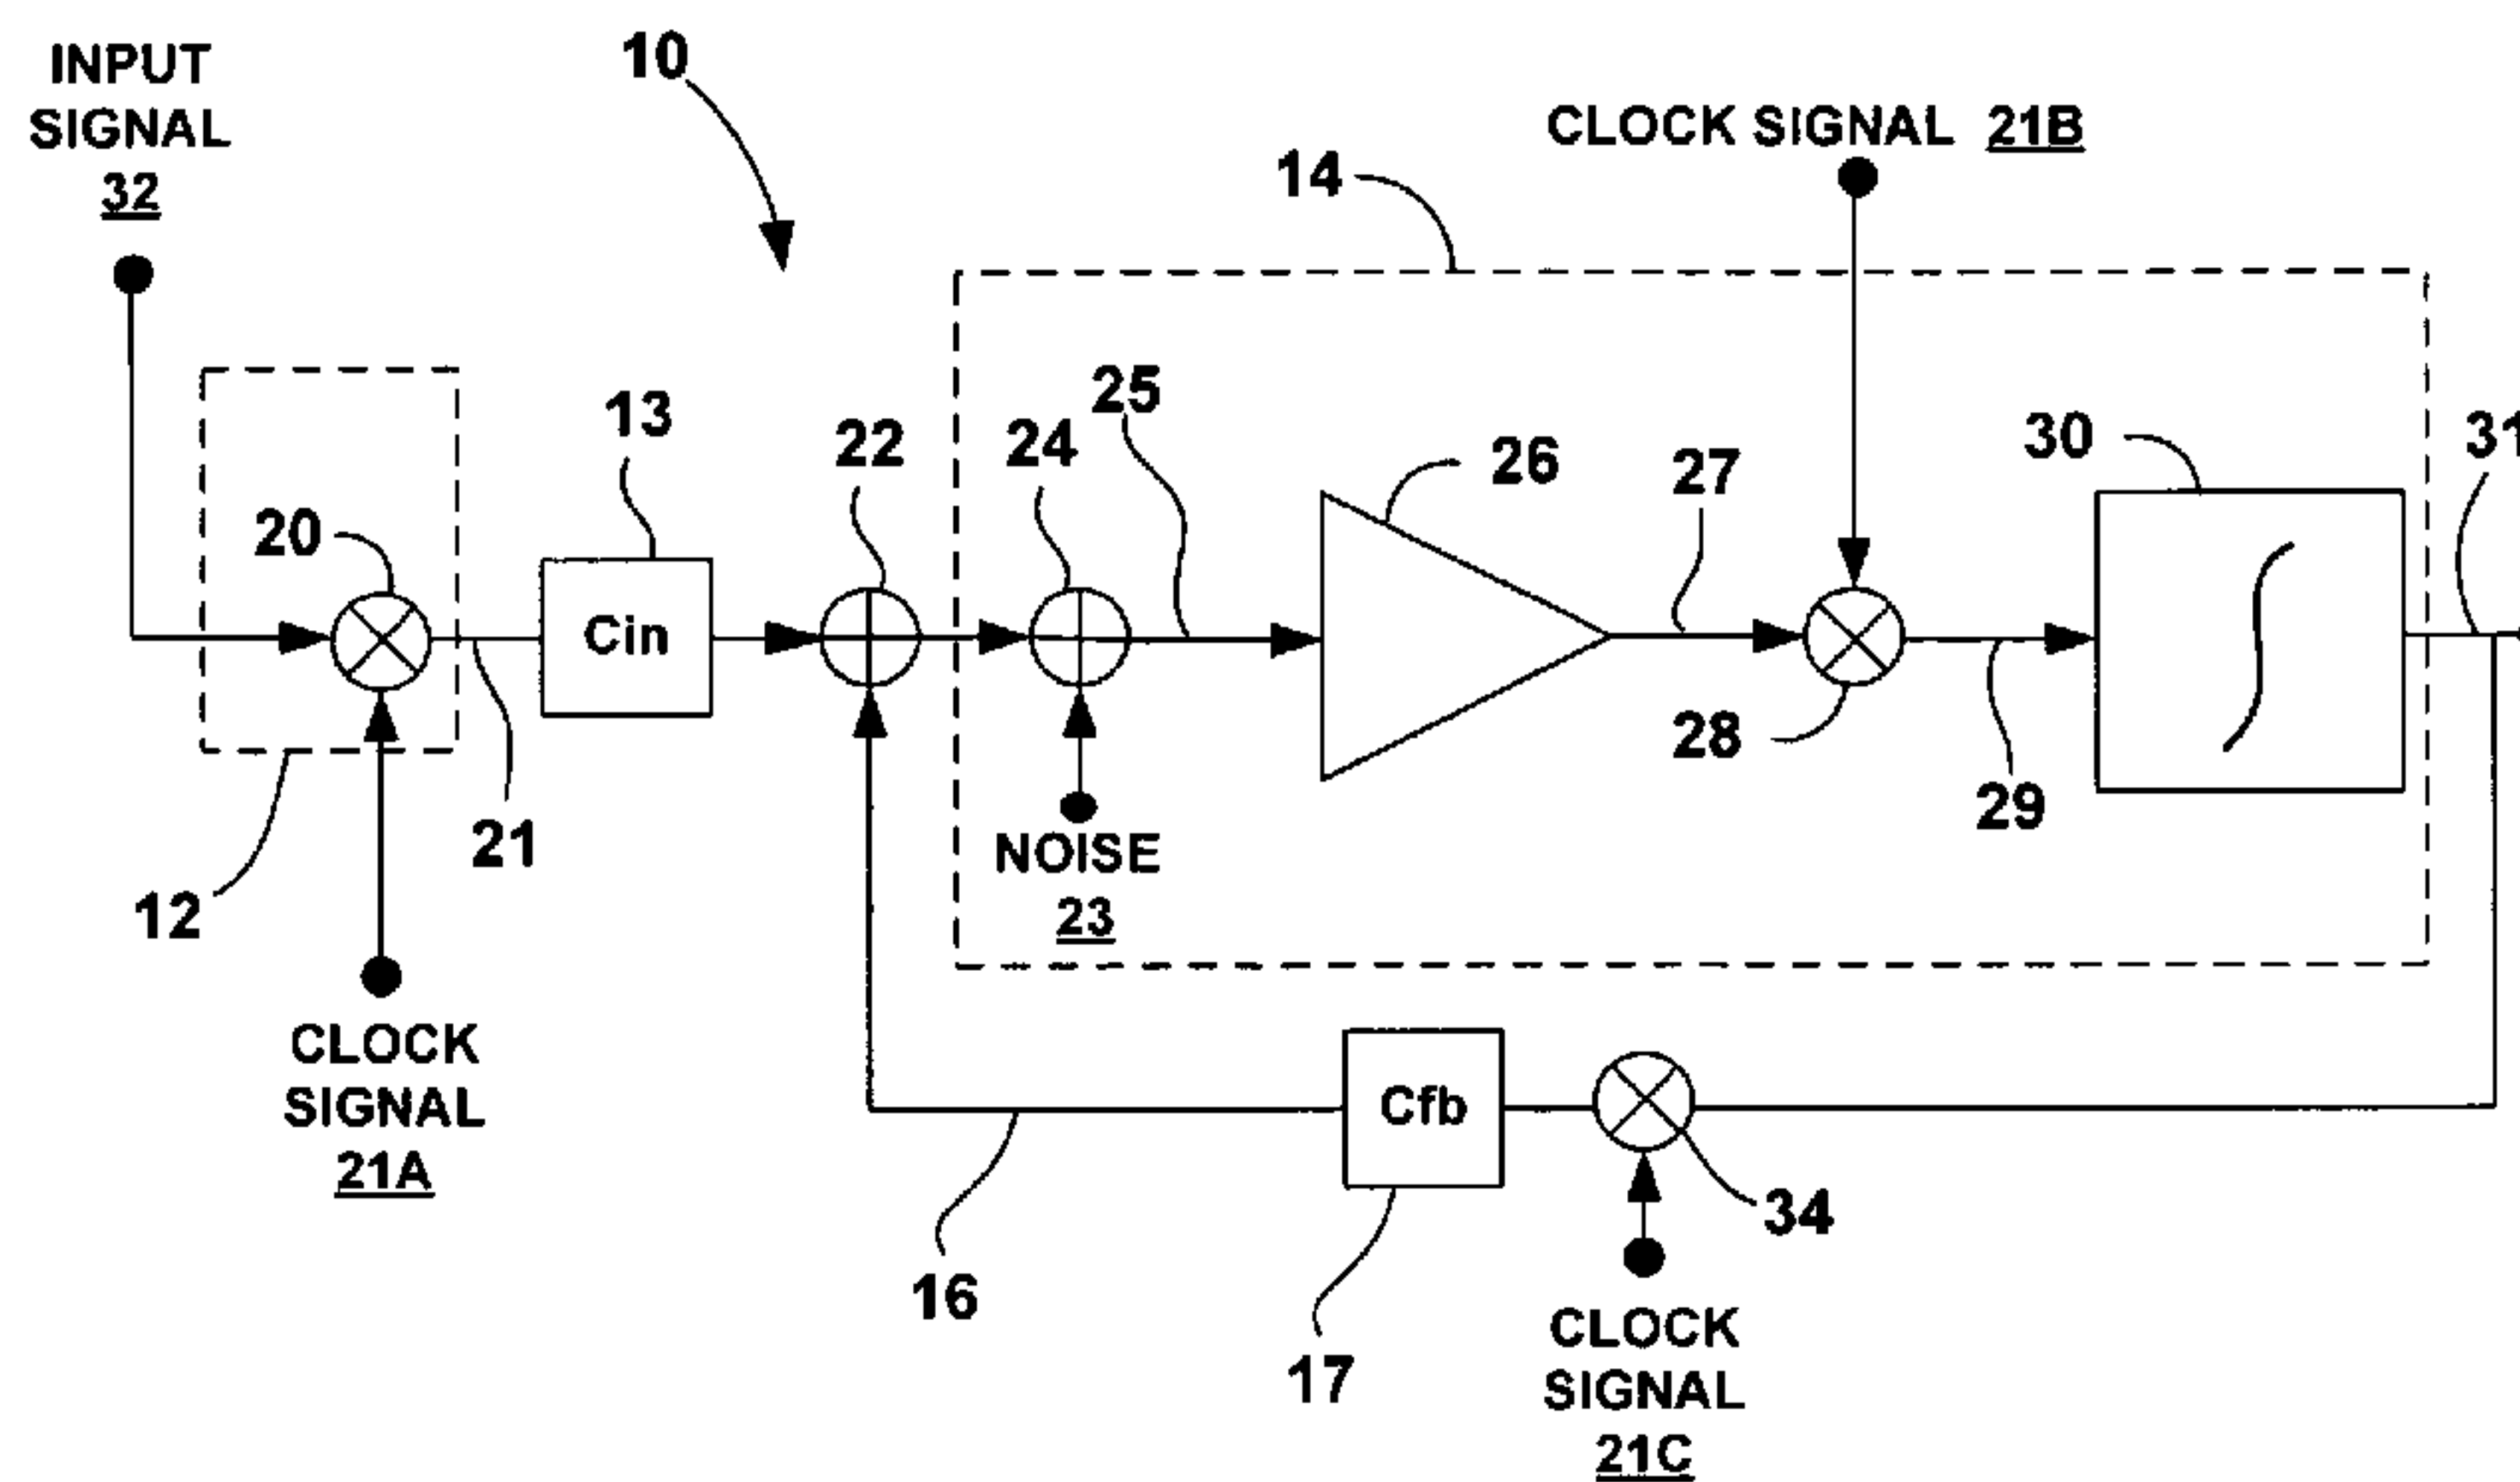 INPUT
SIGNAL
32
10
CLOCK SIGNAL 21B
14
13
22
24
25
26
27
30
31
20
Cin
28
29
21
NOISE
23
12
CLOCK
SIGNAL
21A
Cfb
34
16
17
CLOCK
SIGNAL
21C